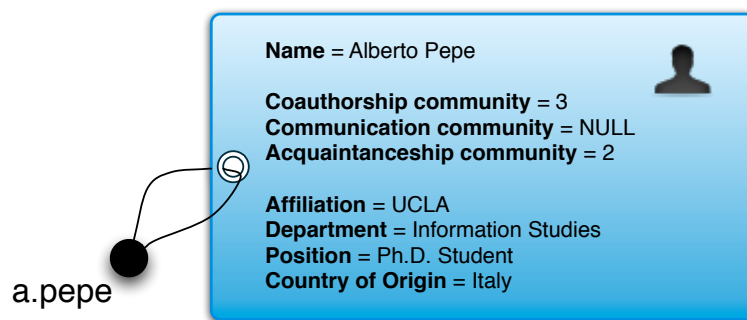 Name = Alberto Pepe
Coauthorship community = 3
Communication community = NULL
Acquaintanceship community = 2
Affiliation = UCLA
Department = Information Studies
Position = Ph.D. Student
Country of Origin = Italy
a.pepe